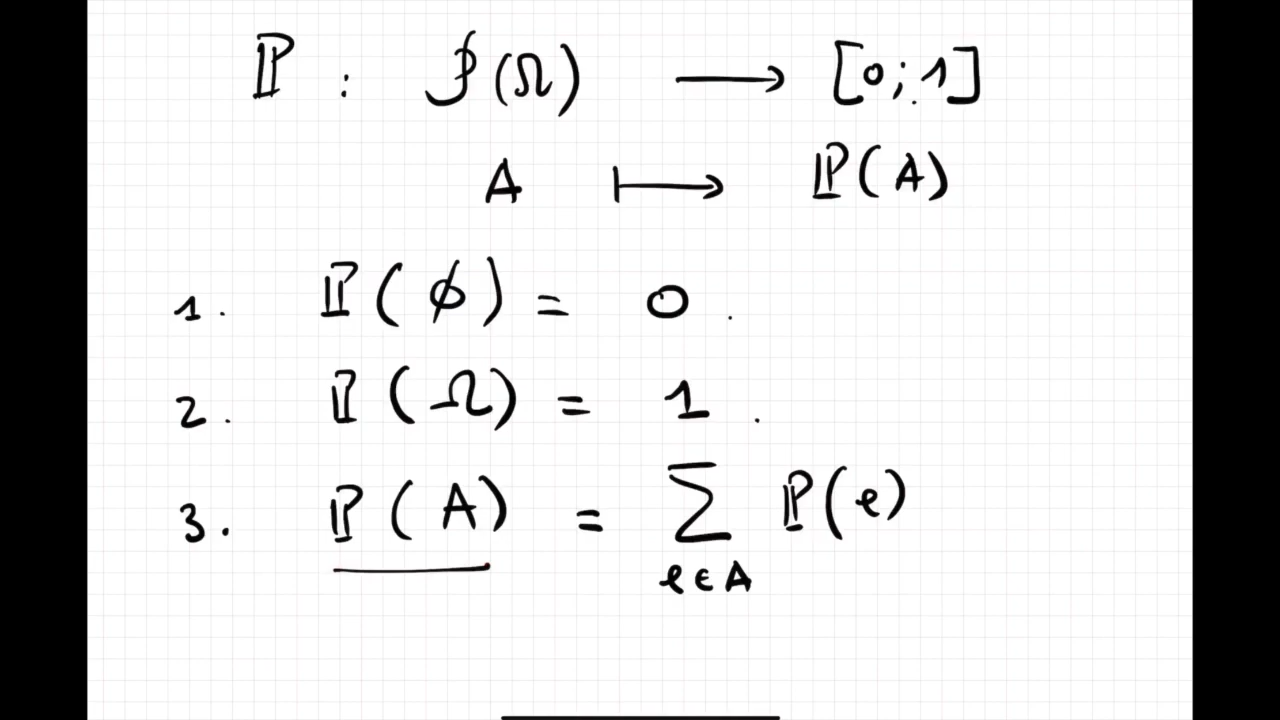 ℙ : 𝒫(Ω) ⟶ [0;1]
A ⟼ ℙ(A)
1. ℙ(ϕ) = 0.
2. ℙ(Ω) = 1.
3. ℙ(A) = ∑ ℙ(e)
e∈A